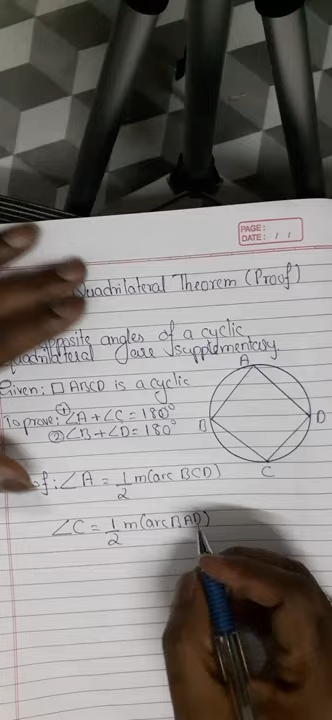 PAGE:
DATE: / /
Quadrilateral Theorem (Proof)
opposite angles of a cyclic
quadrilateral are supplementary.
Given: □ ABCD is a cyclic
To prove: ① ∠A + ∠C = 180°
② ∠B + ∠D = 180°
A
B
D
C
∠A = 1/2 m(arc BCD)
∠C = 1/2 m(arc BAD)